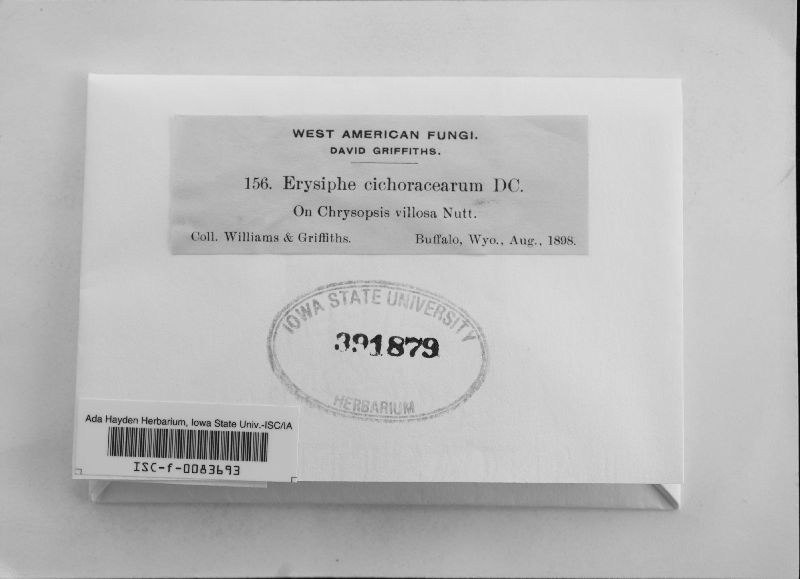 WEST AMERICAN FUNGI.
DAVID GRIFFITHS.
156. Erysiphe cichoracearum DC.
On Chrysopsis villosa Nutt.
Coll. Williams & Griffiths. Buffalo, Wyo., Aug., 1898.
IOWA STATE UNIVERSITY
391879
HERBARIUM
Ada Hayden Herbarium, Iowa State Univ.-ISC/IA
ISC-f-0083693